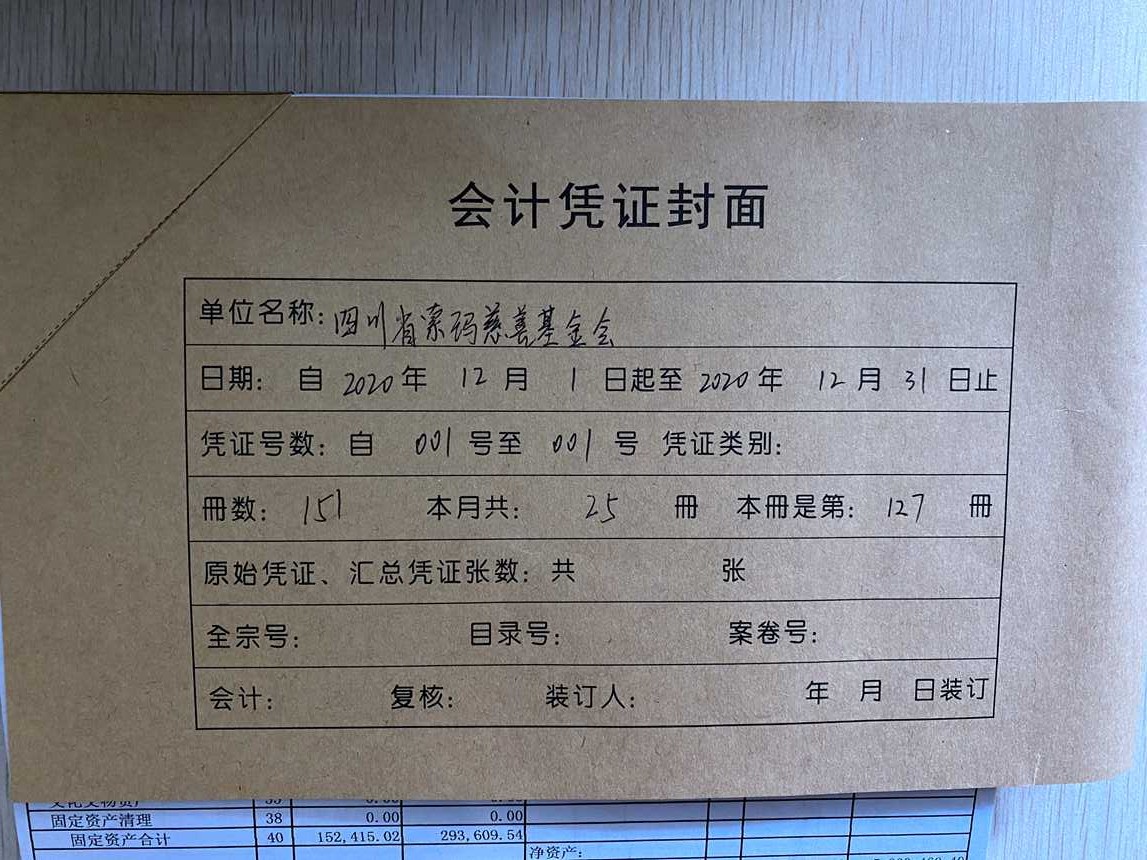 会计凭证封面
单位名称：四川省索玛慈善基金会
日期： 自 2020 年 12 月 1 日起至 2020 年 12 月 31 日止
凭证号数：自 001 号至 001 号 凭证类别：
冊数： 151 本月共： 25 冊 本冊是第： 127 冊
原始凭证、汇总凭证张数：共 张
全宗号： 目录号： 案卷号：
会计： 复核： 装订人： 年 月 日装订
固定资产清理 38 0.00 0.00
固定资产合计 40 152,415.02 293,609.54
净资产：